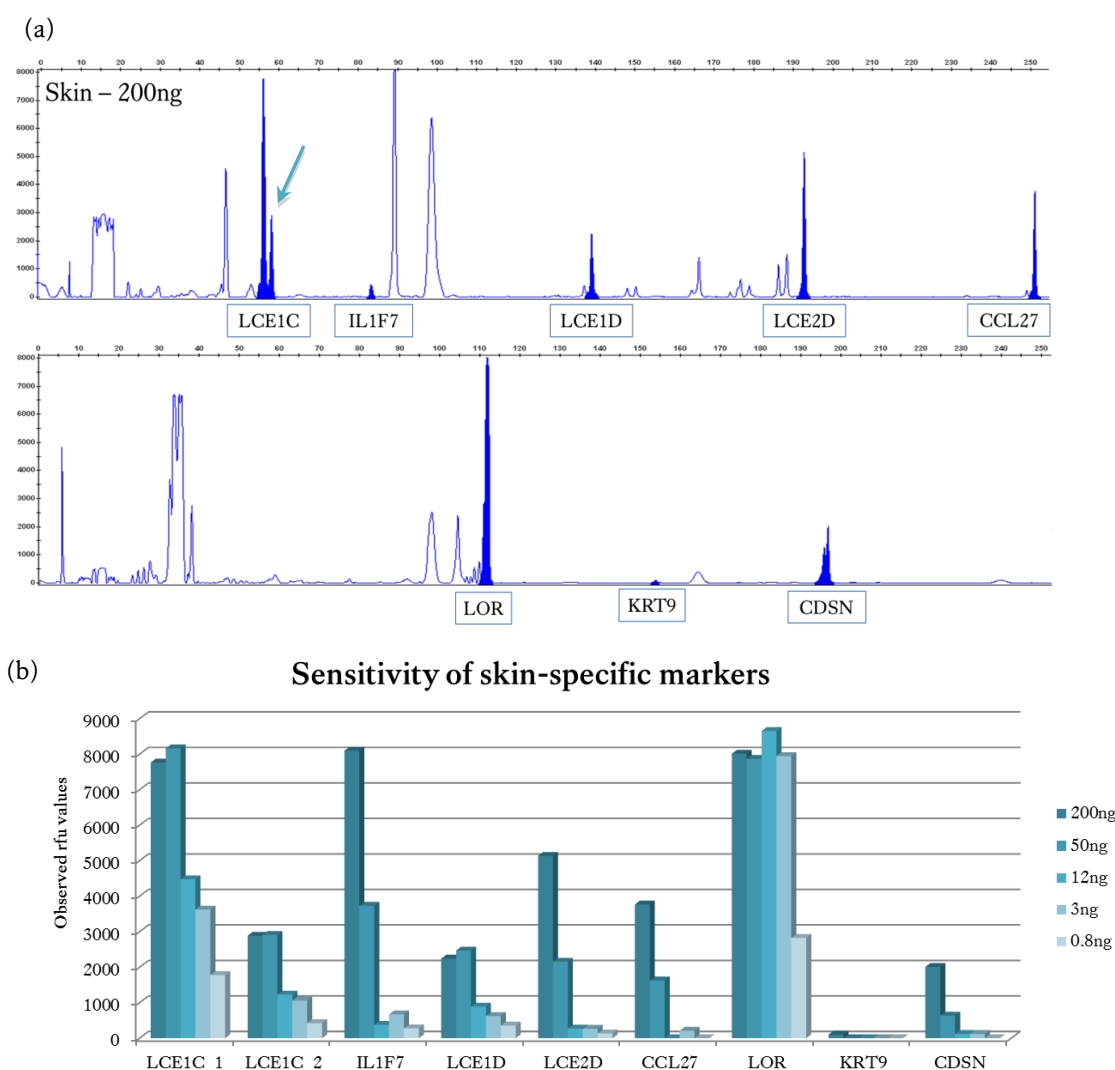 (a)
0 10 20 30 40 50 60 70 80 90 100 110 120 130 140 150 160 170 180 190 200 210 220 230 240 250
8000
Skin – 200ng
7000
6000
5000
4000
3000
2000
1000
0
LCE1C IL1F7 LCE1D LCE2D CCL27
0 10 20 30 40 50 60 70 80 90 100 110 120 130 140 150 160 170 180 190 200 210 220 230 240 250
8000
7000
6000
5000
4000
3000
2000
1000
0
LOR KRT9 CDSN
(b)
Sensitivity of skin-specific markers
Observed rfu values
9000
8000
7000
6000
5000
4000
3000
2000
1000
0
LCE1C 1 LCE1C 2 IL1F7 LCE1D LCE2D CCL27 LOR KRT9 CDSN
200ng
50ng
12ng
3ng
0.8ng